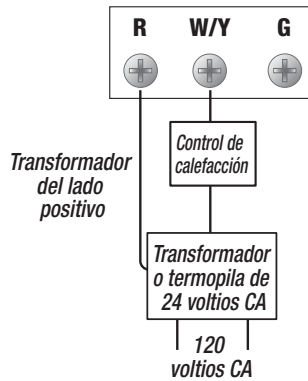 R W/Y G
Control de
calefacción
Transformador
del lado
positivo
Transformador
o termopila de
24 voltios CA
120
voltios CA